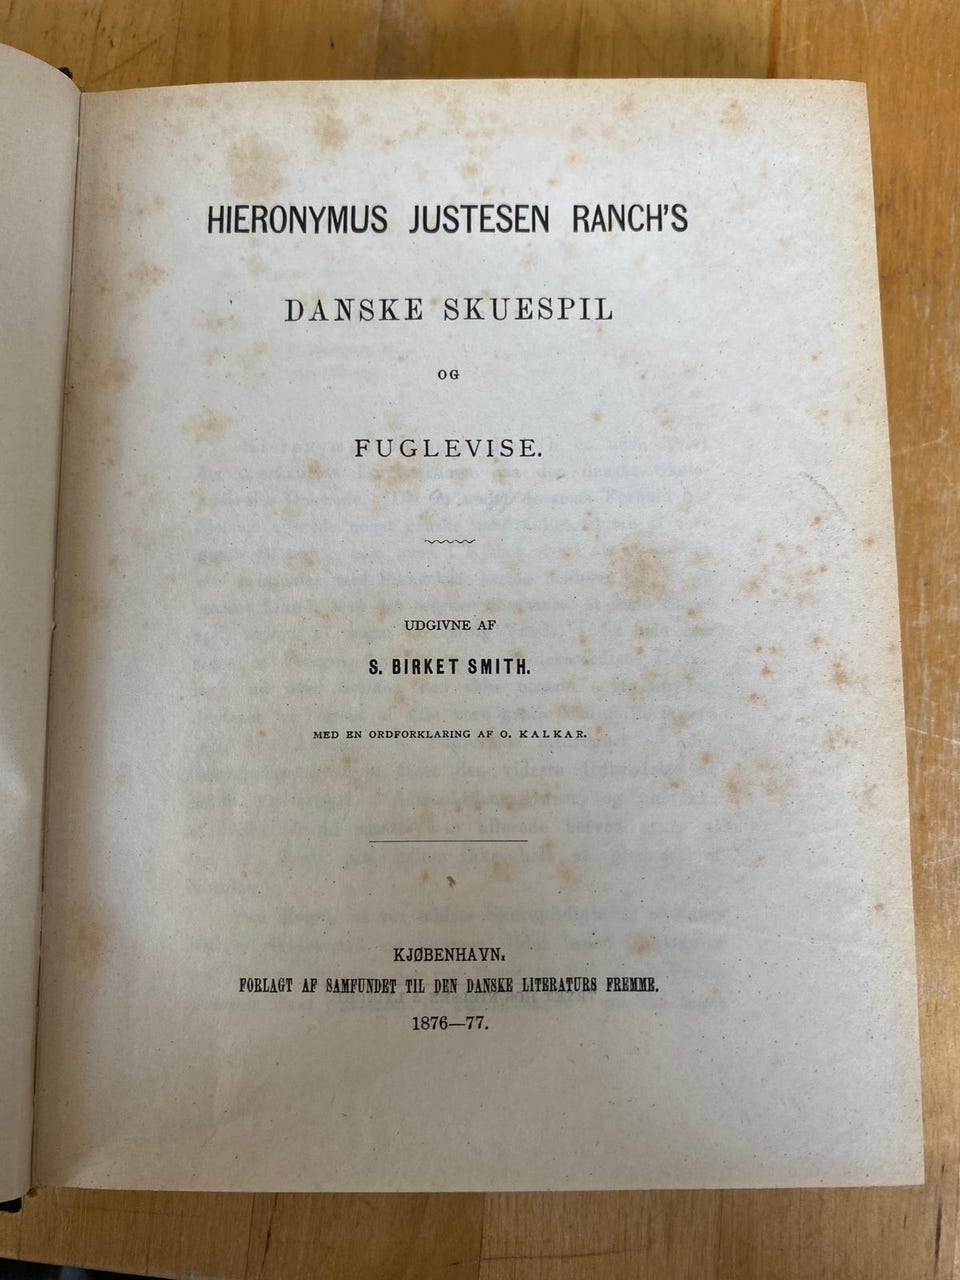 HIERONYMUS JUSTESEN RANCH'S
DANSKE SKUESPIL
OG
FUGLEVISE.
UDGIVNE AF
S. BIRKET SMITH.
MED EN ORDFORKLARING AF O. KALKAR.
KJØBENHAVN.
FORLAGT AF SAMFUNDET TIL DEN DANSKE LITERATURS FREMME.
1876—77.